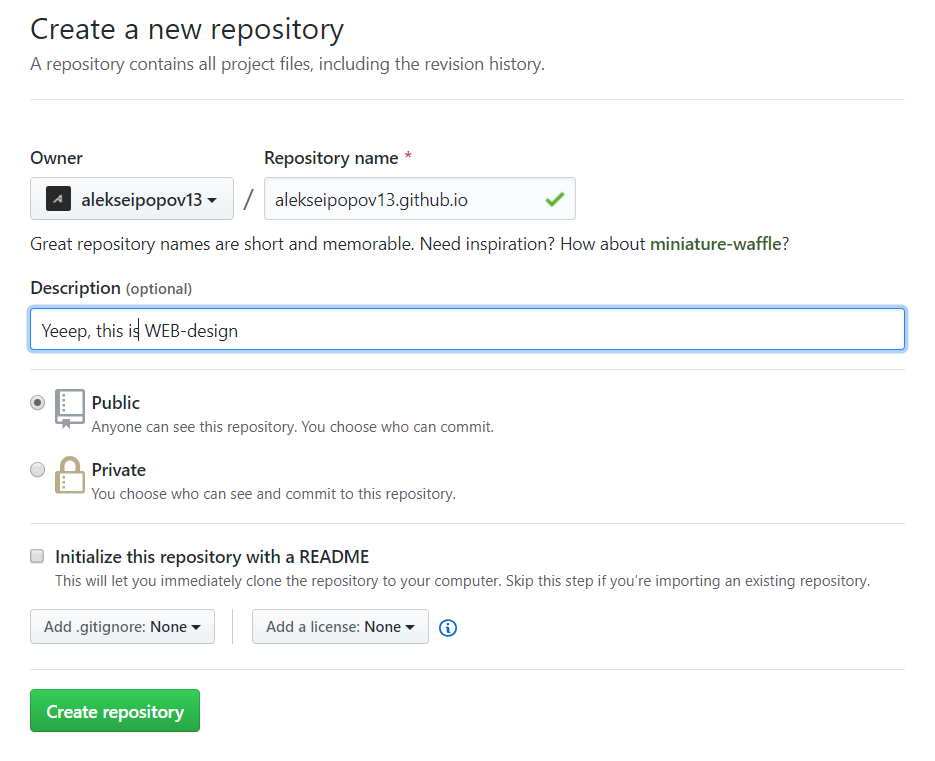 Create a new repository
A repository contains all project files, including the revision history.
Owner
Repository name *
alekseipopov13 / alekseipopov13.github.io
Great repository names are short and memorable. Need inspiration? How about miniature-waffle?
Description (optional)
Yeeep, this is WEB-design
Public
Anyone can see this repository. You choose who can commit.
Private
You choose who can see and commit to this repository.
Initialize this repository with a README
This will let you immediately clone the repository to your computer. Skip this step if you’re importing an existing repository.
Add .gitignore: None
Add a license: None
Create repository